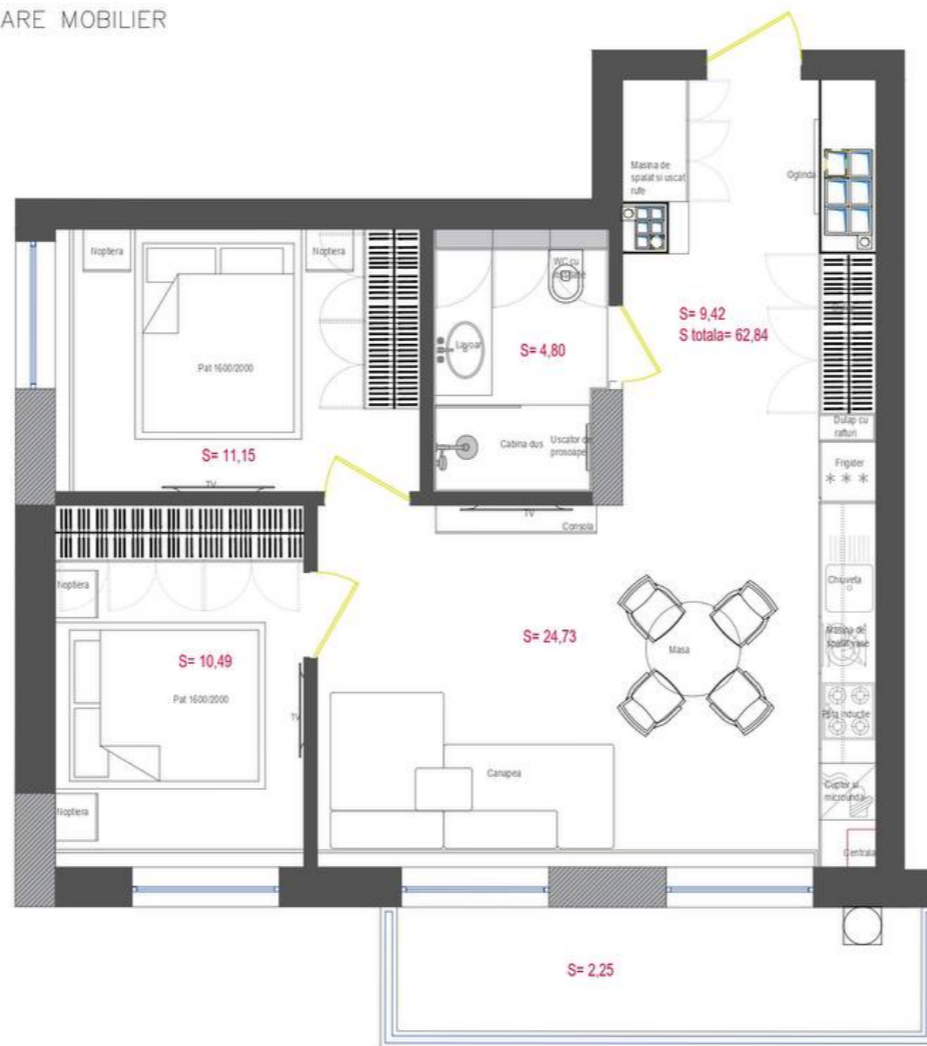 ARE MOBILIER
Masina de
spalat si uscat
rufe
Oglinda
Noptiera
Noptiera
WC cu
S= 9,42
S totala= 62,84
Lavoar
S= 4,80
Pat 1600/2000
Dulap cu
rafturi
Cabina dus
Uscator de
prosoape
S= 11,15
Frigider
TV
TV
Consola
Noptiera
Chiuveta
S= 24,73
Masina de
spalat vase
Masa
S= 10,49
Pat 1600/2000
TV
Plita inductie
Canapea
Cuptor si
microunda
Noptiera
Centrala
S= 2,25